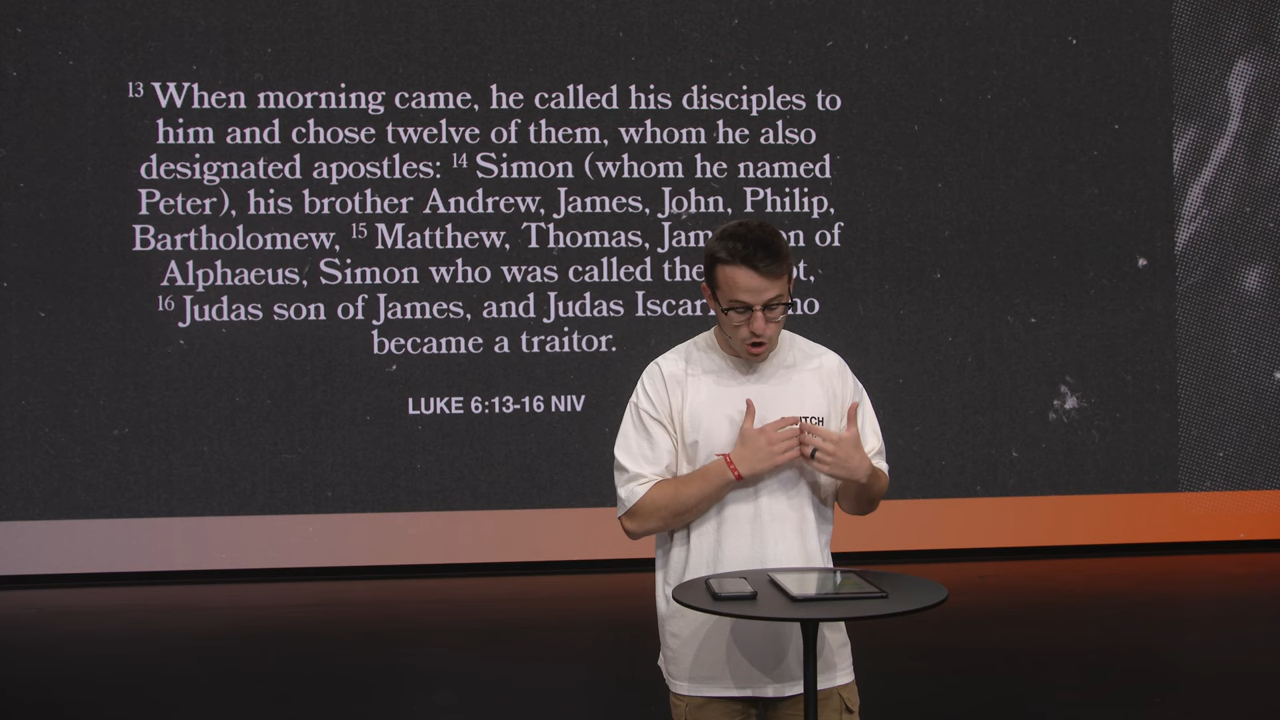 13 When morning came, he called his disciples to
him and chose twelve of them, whom he also
designated apostles: 14 Simon (whom he named
Peter), his brother Andrew, James, John, Philip,
Bartholomew, 15 Matthew, Thomas, of
Alphaeus, Simon who was called the
16 Judas son of James, and Judas
became a traitor.
LUKE 6:13-16 NIV